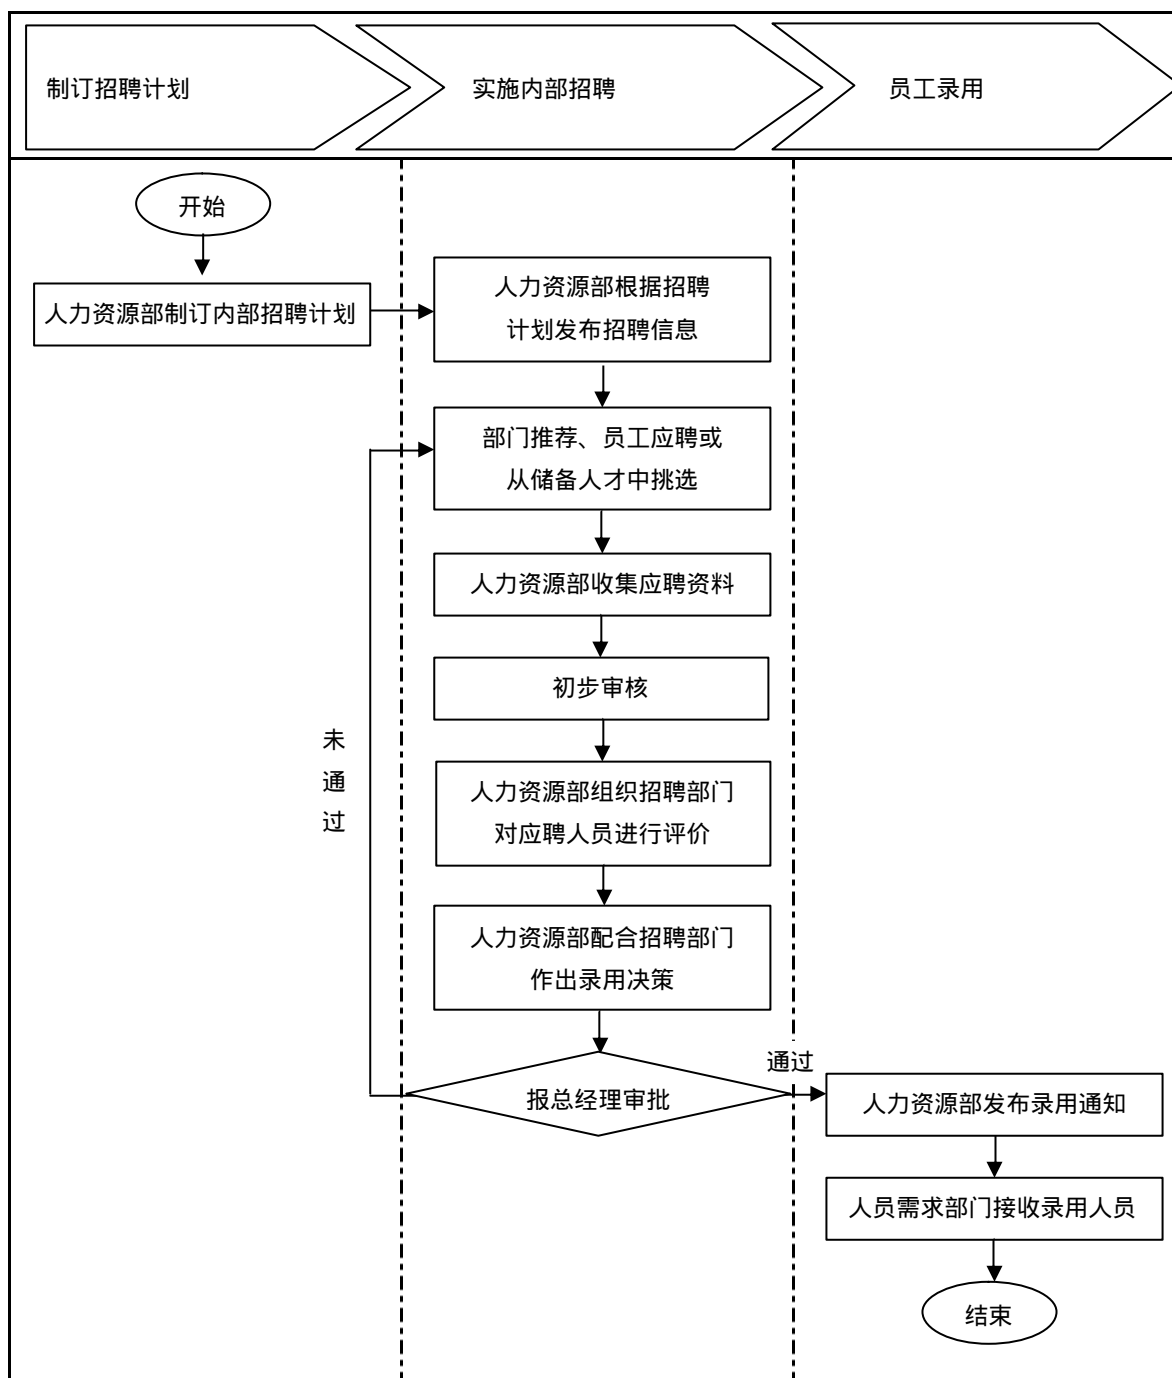 制订招聘计划
实施内部招聘
员工录用
开始
人力资源部制订内部招聘计划
人力资源部根据招聘
计划发布招聘信息
部门推荐、员工应聘或
从储备人才中挑选
人力资源部收集应聘资料
初步审核
未
通
过
人力资源部组织招聘部门
对应聘人员进行评价
人力资源部配合招聘部门
作出录用决策
报总经理审批
通过
人力资源部发布录用通知
人员需求部门接收录用人员
结束